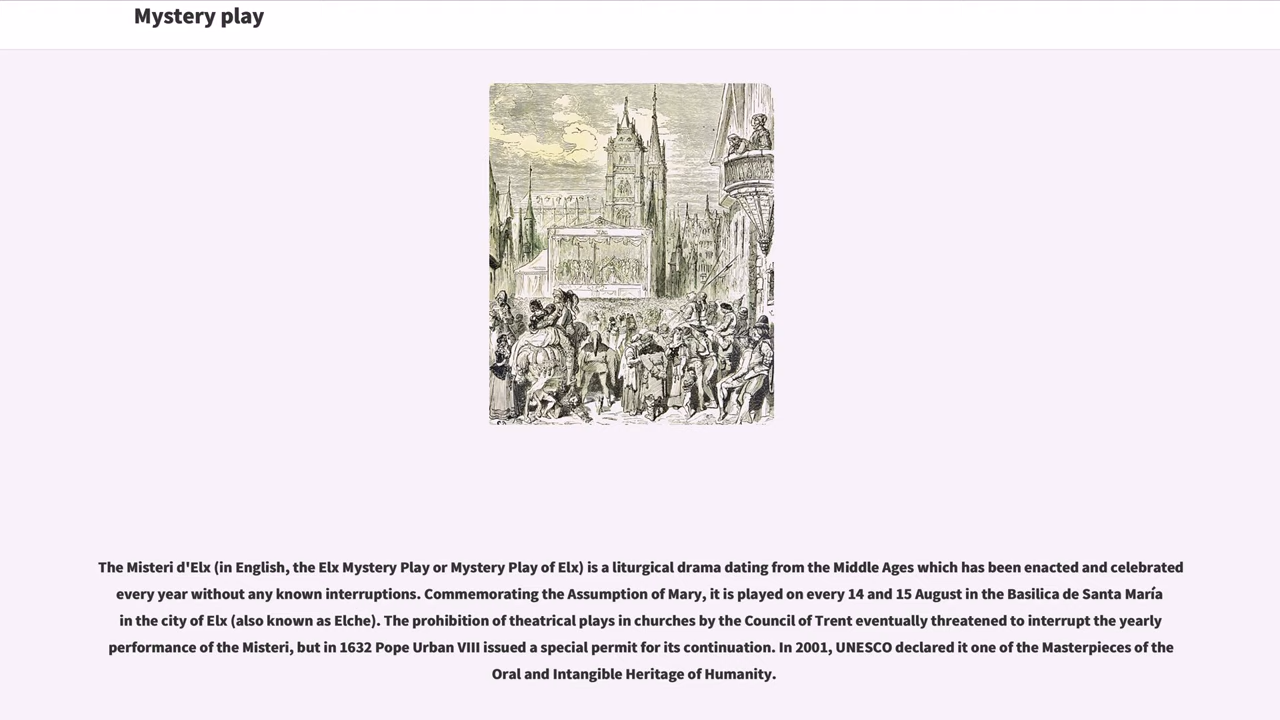 Mystery play
The Misteri d'Elx (in English, the Elx Mystery Play or Mystery Play of Elx) is a liturgical drama dating from the Middle Ages which has been enacted and celebrated
every year without any known interruptions. Commemorating the Assumption of Mary, it is played on every 14 and 15 August in the Basilica de Santa María
in the city of Elx (also known as Elche). The prohibition of theatrical plays in churches by the Council of Trent eventually threatened to interrupt the yearly
performance of the Misteri, but in 1632 Pope Urban VIII issued a special permit for its continuation. In 2001, UNESCO declared it one of the Masterpieces of the
Oral and Intangible Heritage of Humanity.